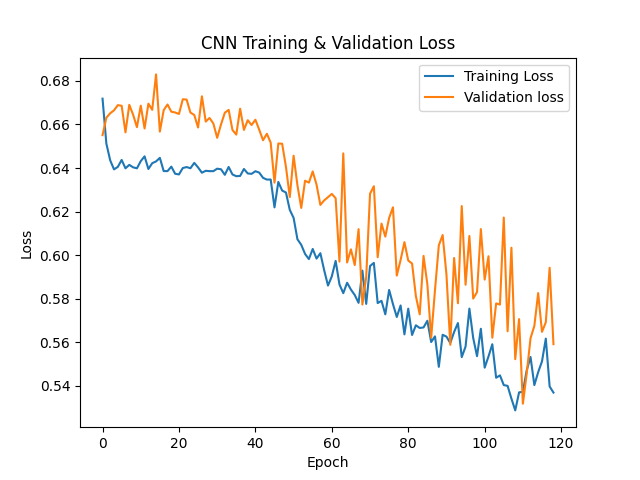 CNN Training & Validation Loss
Training Loss
Validation loss
Loss
0.68
0.66
0.64
0.62
0.60
0.58
0.56
0.54
0 20 40 60 80 100 120
Epoch